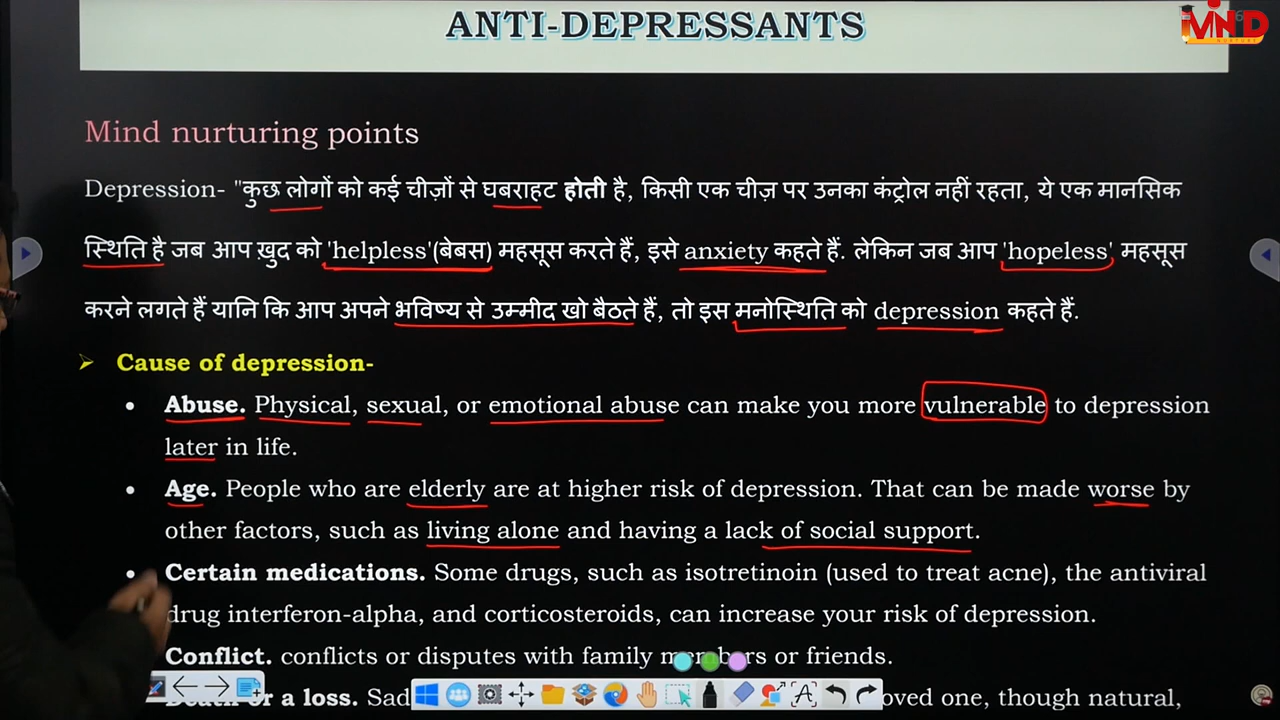 ANTI-DEPRESSANTS
MIND
Mind nurturing points
Depression- "कुछ लोगों को कई चीज़ों से घबराहट होती है, किसी एक चीज़ पर उनका कंट्रोल नहीं रहता, ये एक मानसिक
स्थिति है जब आप ख़ुद को 'helpless'(बेबस) महसूस करते हैं, इसे anxiety कहते हैं. लेकिन जब आप 'hopeless' महसूस
करने लगते हैं यानि कि आप अपने भविष्य से उम्मीद खो बैठते हैं, तो इस मनोस्थिति को depression कहते हैं.
➢ Cause of depression-
• Abuse. Physical, sexual, or emotional abuse can make you more vulnerable to depression
later in life.
• Age. People who are elderly are at higher risk of depression. That can be made worse by
other factors, such as living alone and having a lack of social support.
• Certain medications. Some drugs, such as isotretinoin (used to treat acne), the antiviral
drug interferon-alpha, and corticosteroids, can increase your risk of depression.
Conflict. conflicts or disputes with family members or friends.
or a loss. Sad oved one, though natural,